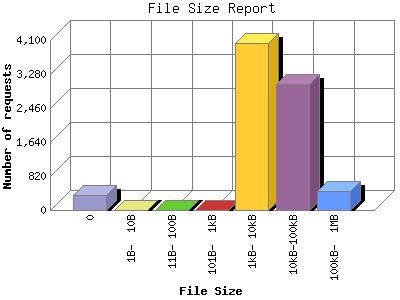 File Size Report
Number of requests
4,100
3,280
2,460
1,640
820
0
0
1B- 10B
11B- 100B
101B- 1kB
1kB- 10kB
10kB-100kB
100kB- 1MB
File Size